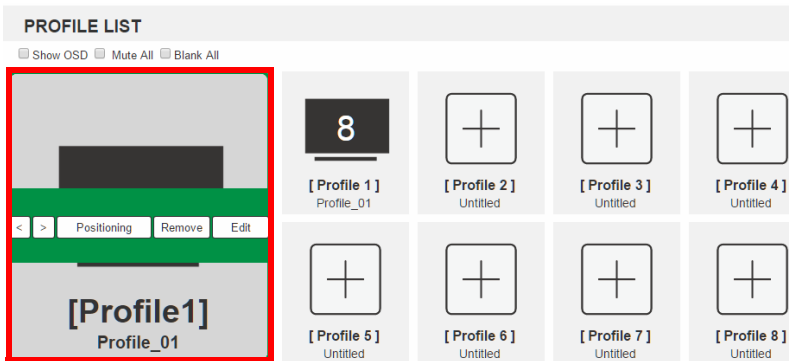 PROFILE LIST
Show OSD Mute All Blank All
< > Positioning Remove Edit
[Profile1]
Profile_01
8
[ Profile 1 ] [ Profile 2 ] [ Profile 3 ] [ Profile 4 ]
Profile_01 Untitled Untitled Untitled
[ Profile 5 ] [ Profile 6 ] [ Profile 7 ] [ Profile 8 ]
Untitled Untitled Untitled Untitled